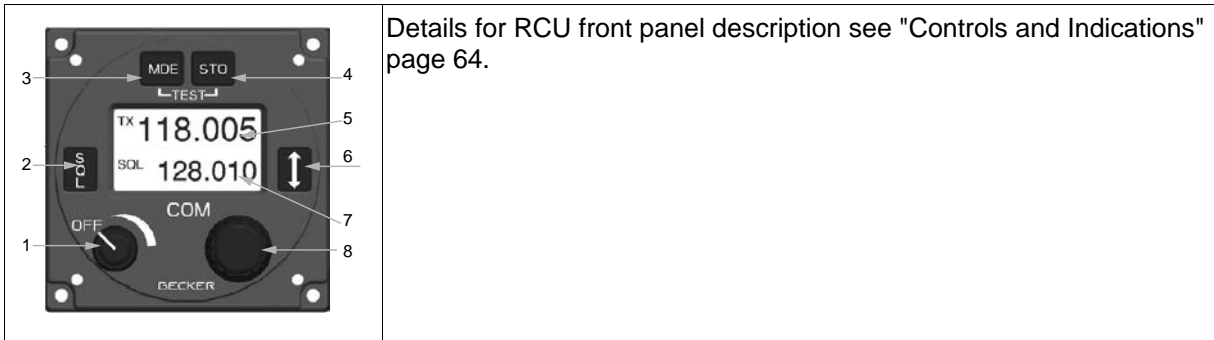 Details for RCU front panel description see "Controls and Indications"
page 64.
3
MDE STO
4
TEST
TX 118.005
5
2
SQL
SQL 128.010
6
7
COM
OFF
1
8
BECKER